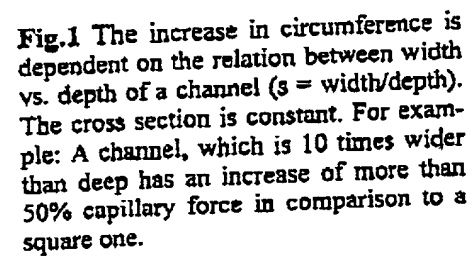 Fig.1 The increase in circumference is
dependent on the relation between width
vs. depth of a channel (s = width/depth).
The cross section is constant. For exam-
ple: A channel, which is 10 times wider
than deep has an increase of more than
50% capillary force in comparison to a
square one.